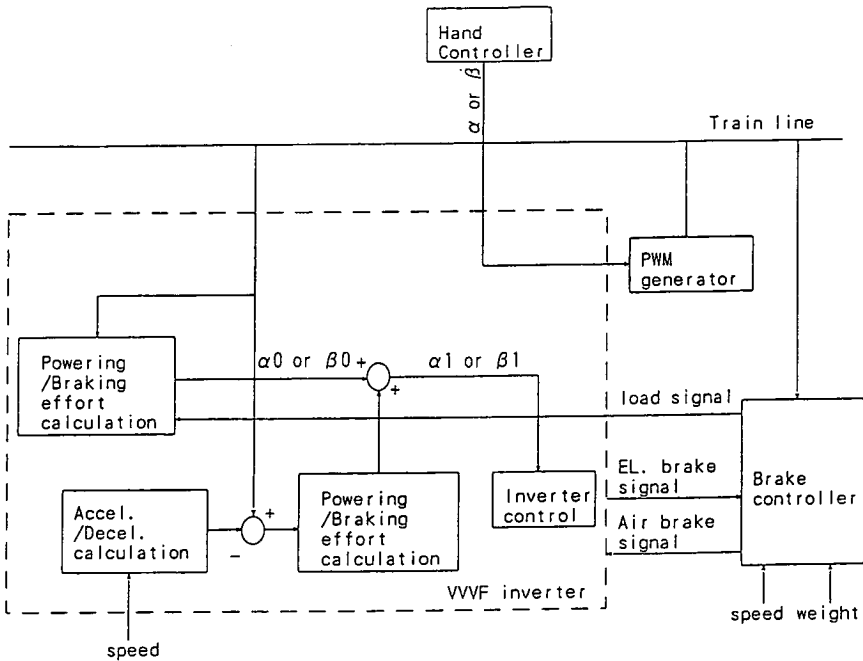 Hand
Controller
α or β
Train line
PWM
generator
Powering
/Braking
effort
calculation
α0 or β0
+
+
α1 or β1
load signal
EL. brake
signal
Air brake
signal
Brake
controller
Accel.
/Decel.
calculation
+
−
Powering
/Braking
effort
calculation
Inverter
control
VVVF inverter
speed
speed weight